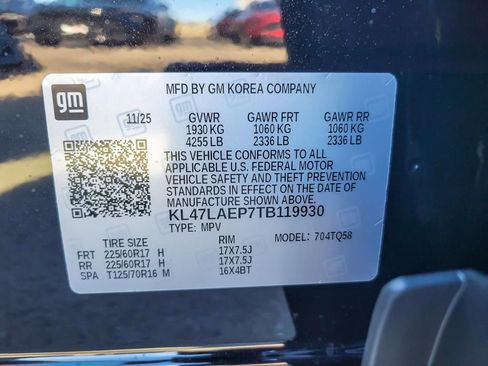 gm
MFD BY GM KOREA COMPANY
11/25 GVWR GAWR FRT GAWR RR
1930 KG 1060 KG 1060 KG
4255 LB 2336 LB 2336 LB
THIS VEHICLE CONFORMS TO ALL
APPLICABLE U.S. FEDERAL MOTOR
VEHICLE SAFETY AND THEFT PREVENTION
STANDARDS IN EFFECT ON THE DATE OF
MANUFACTURE SHOWN ABOVE.
KL47LAEP7TB119930
TYPE: MPV MODEL: 704TQ58
TIRE SIZE RIM
FRT 225/60R17 H 17X7.5J
RR 225/60R17 H 17X7.5J
SPA T125/70R16 M 16X4BT